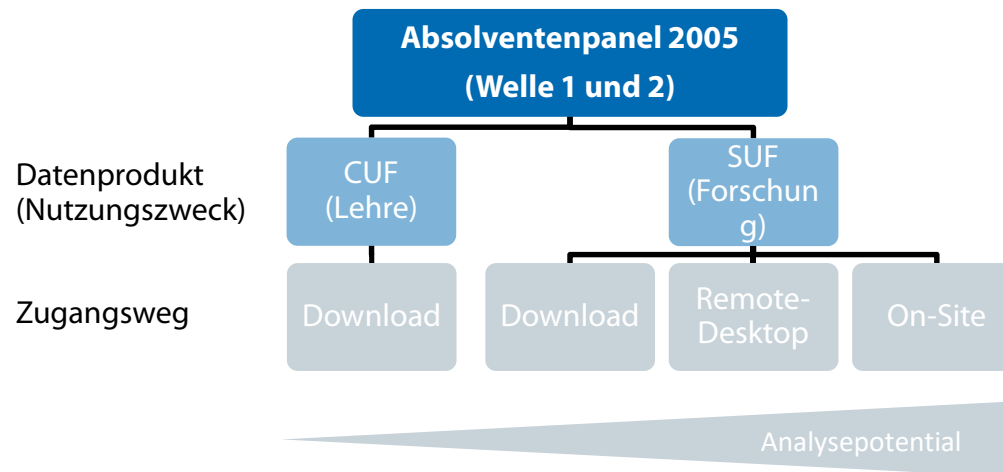 Absolventenpanel 2005
(Welle 1 und 2)
Datenprodukt
(Nutzungszweck)
CUF
(Lehre)
SUF
(Forschun
g)
Zugangsweg
Download
Download
Remote-
Desktop
On-Site
Analysepotential